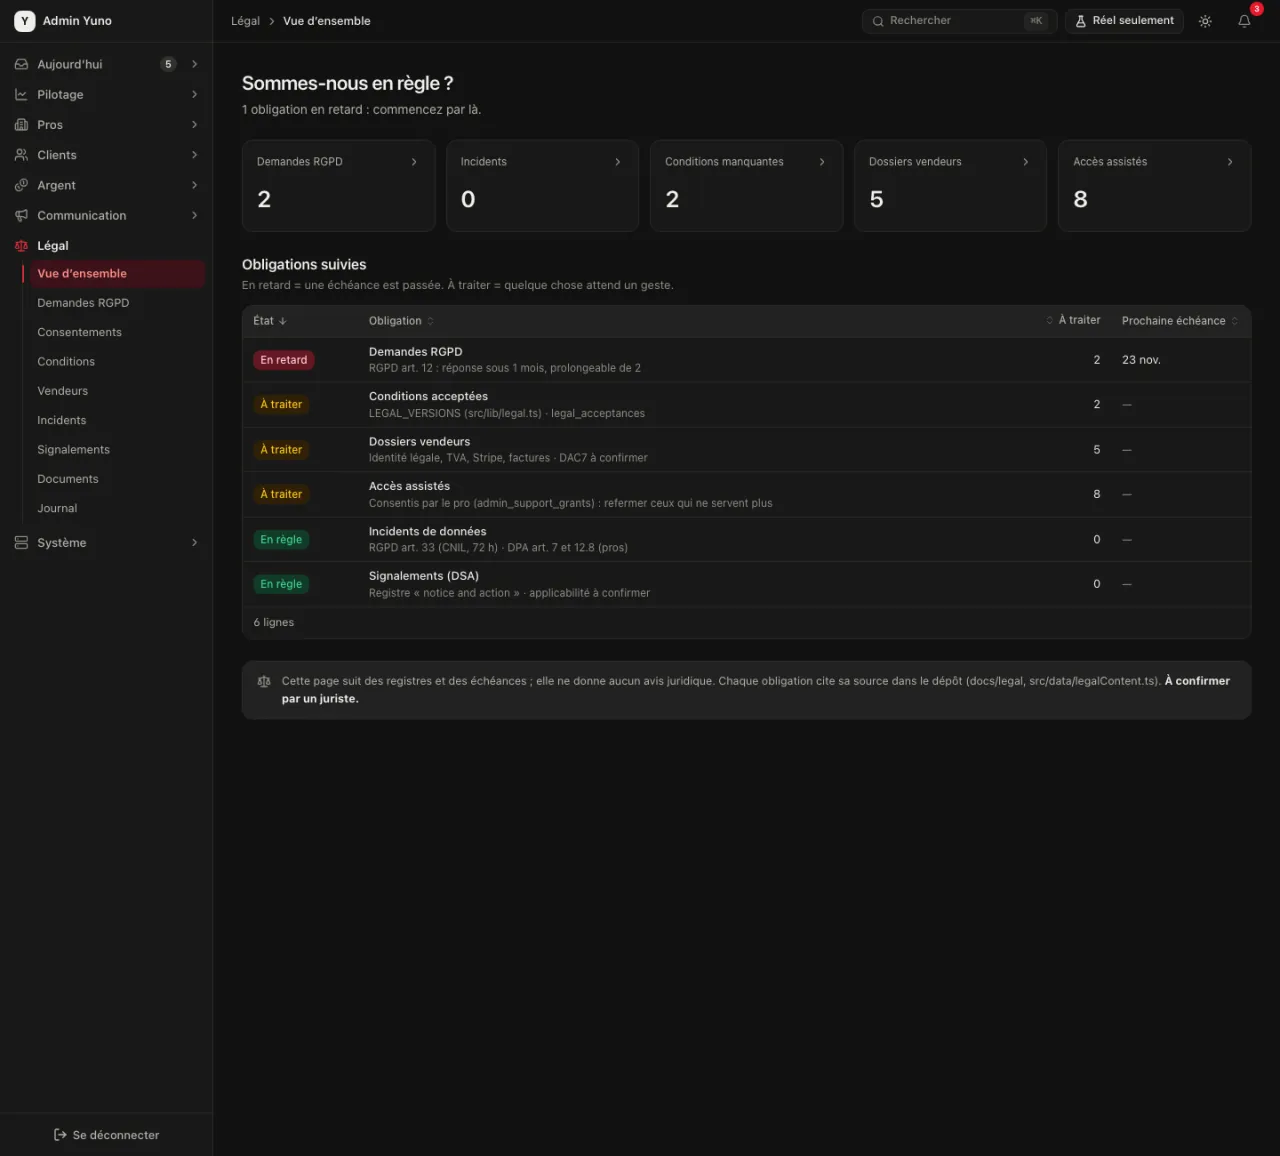 Y Admin Yuno
Légal > Vue d'ensemble
Rechercher ⌘K
Réel seulement
3
Aujourd'hui 5
Pilotage
Pros
Clients
Argent
Communication
Légal
Vue d'ensemble
Demandes RGPD
Consentements
Conditions
Vendeurs
Incidents
Signalements
Documents
Journal
Système
Se déconnecter
Sommes-nous en règle ?
1 obligation en retard : commencez par là.
Demandes RGPD
2
Incidents
0
Conditions manquantes
2
Dossiers vendeurs
5
Accès assistés
8
Obligations suivies
En retard = une échéance est passée. À traiter = quelque chose attend un geste.
État ↓ Obligation À traiter Prochaine échéance
En retard Demandes RGPD 2 23 nov.
RGPD art. 12 : réponse sous 1 mois, prolongeable de 2
À traiter Conditions acceptées 2 —
LEGAL_VERSIONS (src/lib/legal.ts) · legal_acceptances
À traiter Dossiers vendeurs 5 —
Identité légale, TVA, Stripe, factures · DAC7 à confirmer
À traiter Accès assistés 8 —
Consentis par le pro (admin_support_grants) : refermer ceux qui ne servent plus
En règle Incidents de données 0 —
RGPD art. 33 (CNIL, 72 h) · DPA art. 7 et 12.8 (pros)
En règle Signalements (DSA) 0 —
Registre « notice and action » · applicabilité à confirmer
6 lignes
Cette page suit des registres et des échéances ; elle ne donne aucun avis juridique. Chaque obligation cite sa source dans le dépôt (docs/legal, src/data/legalContent.ts). À confirmer
par un juriste.